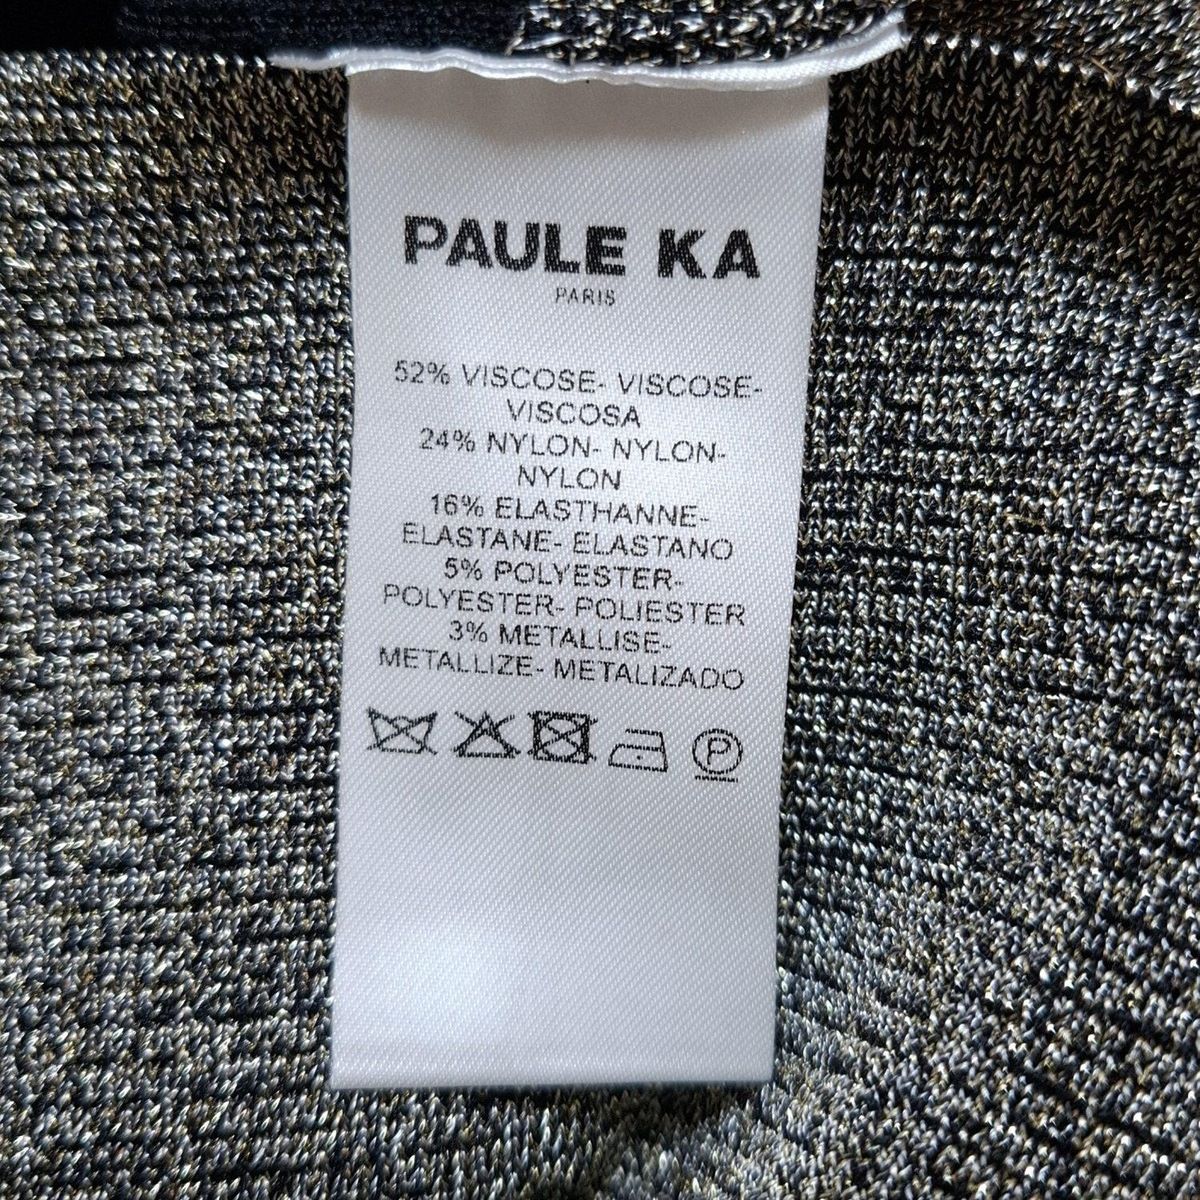 PAULE KA
PARIS
52% VISCOSE- VISCOSE-
VISCOSA
24% NYLON- NYLON-
NYLON
16% ELASTHANNE-
ELASTANE- ELASTANO
5% POLYESTER-
POLYESTER- POLIESTER
3% METALLISE-
METALLIZE- METALIZADO
P